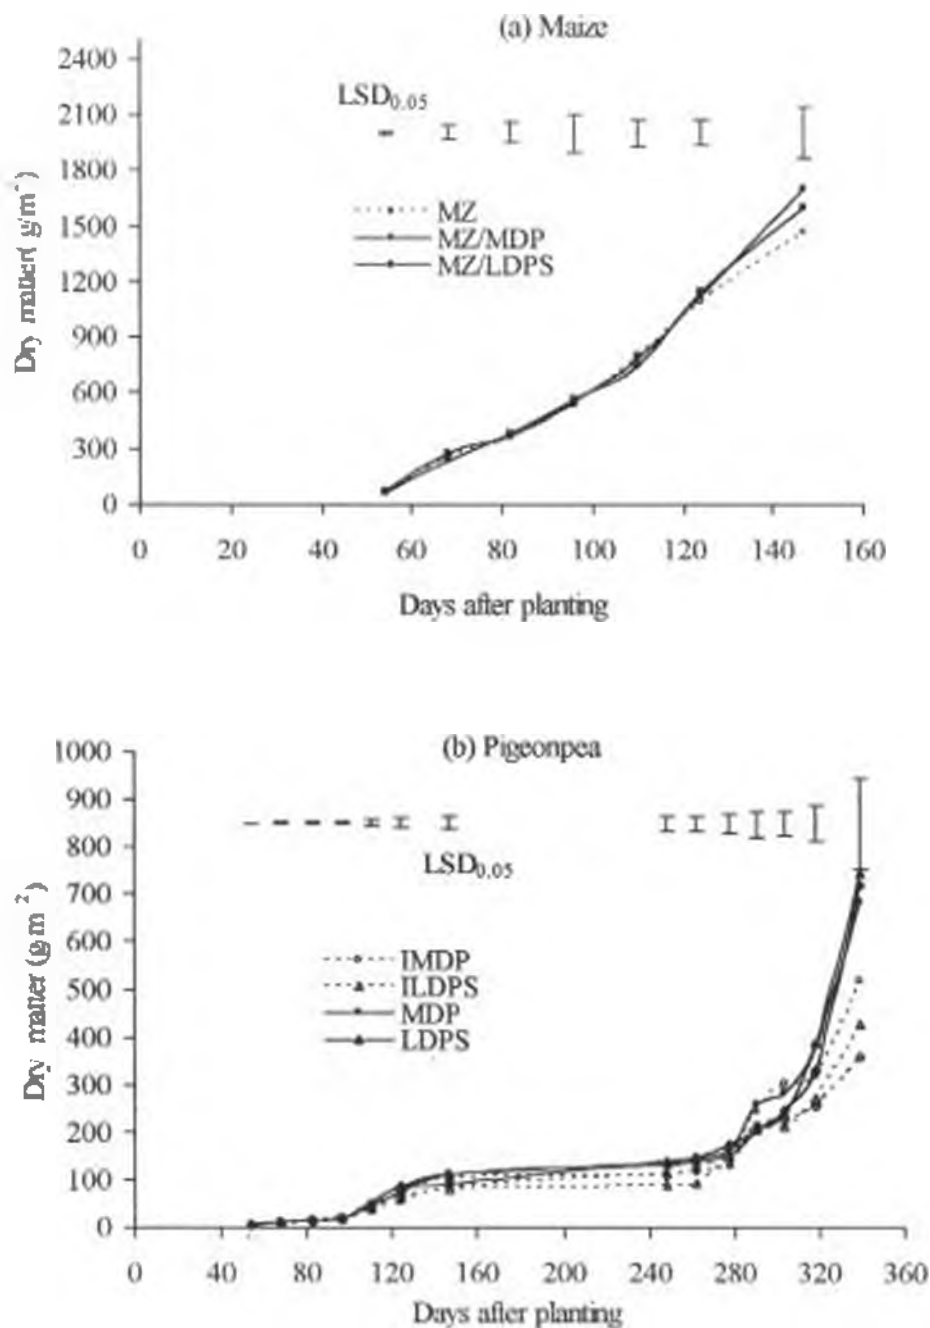 (a) Maize
2400
2100
1800
1500
1200
900
600
300
0
LSD0.05
MZ
MZ/MDP
MZ/LDPS
Dry matter (g/m²)
0 20 40 60 80 100 120 140 160
Days after planting
(b) Pigeonpea
1000
900
800
700
600
500
400
300
200
100
0
LSD0.05
IMDP
ILDPS
MDP
LDPS
Dry matter (g/m²)
0 40 80 120 160 200 240 280 320 360
Days after planting